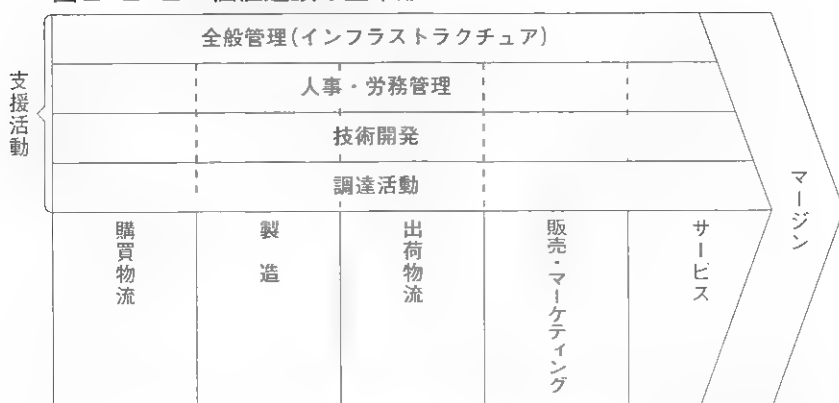 全般管理(インフラストラクチュア)
人事・労務管理
技術開発
調達活動
支援活動
購買物流
製造
出荷物流
販売・マーケティング
サービス
マージン